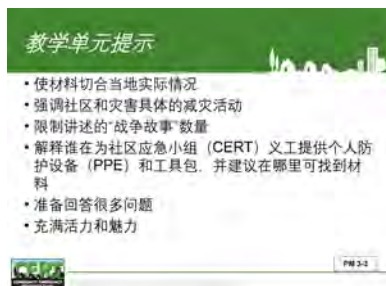 教学单元提示
• 使材料切合当地实际情况
• 强调社区和灾害具体的减灾活动
• 限制讲述的“战争故事”数量
• 解释谁在为社区应急小组（CERT）义工提供个人防
护设备（PPE）和工具包，并建议在哪里可找到材
料
• 准备回答很多问题
• 充满活力和魅力
PM 3-3